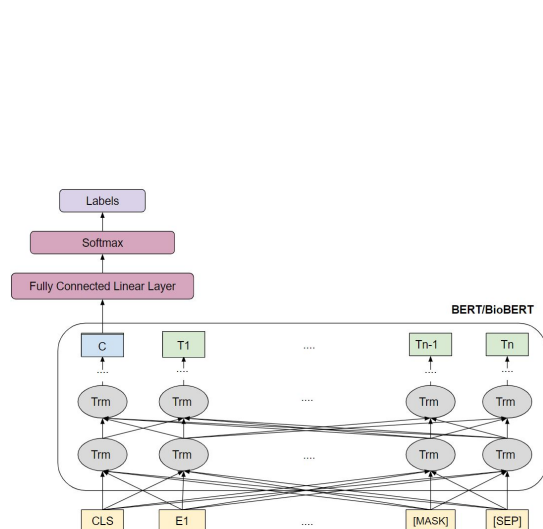 Labels
Softmax
Fully Connected Linear Layer
BERT/BioBERT
C T1 .... Tn-1 Tn
.... .... .... ....
Trm Trm .... Trm Trm
Trm Trm .... Trm Trm
CLS E1 .... [MASK] [SEP]